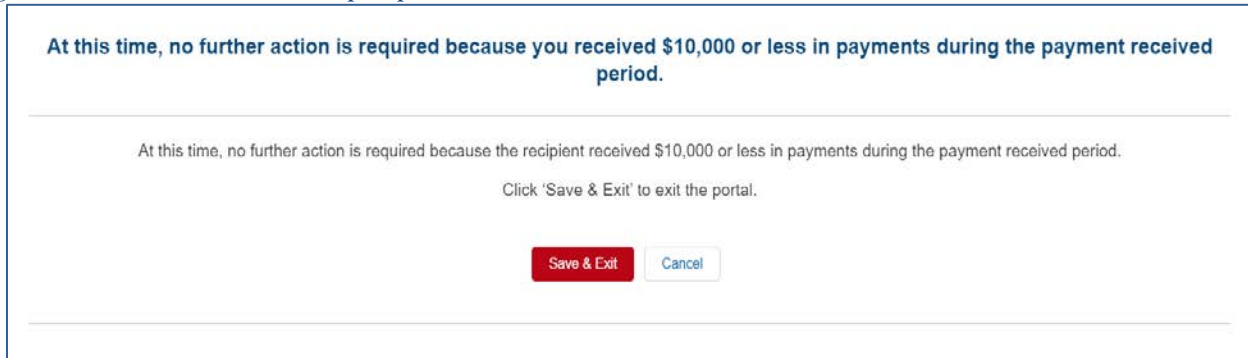 At this time, no further action is required because you received $10,000 or less in payments during the payment received
period.
At this time, no further action is required because the recipient received $10,000 or less in payments during the payment received period.
Click ‘Save & Exit’ to exit the portal.
Save & Exit
Cancel